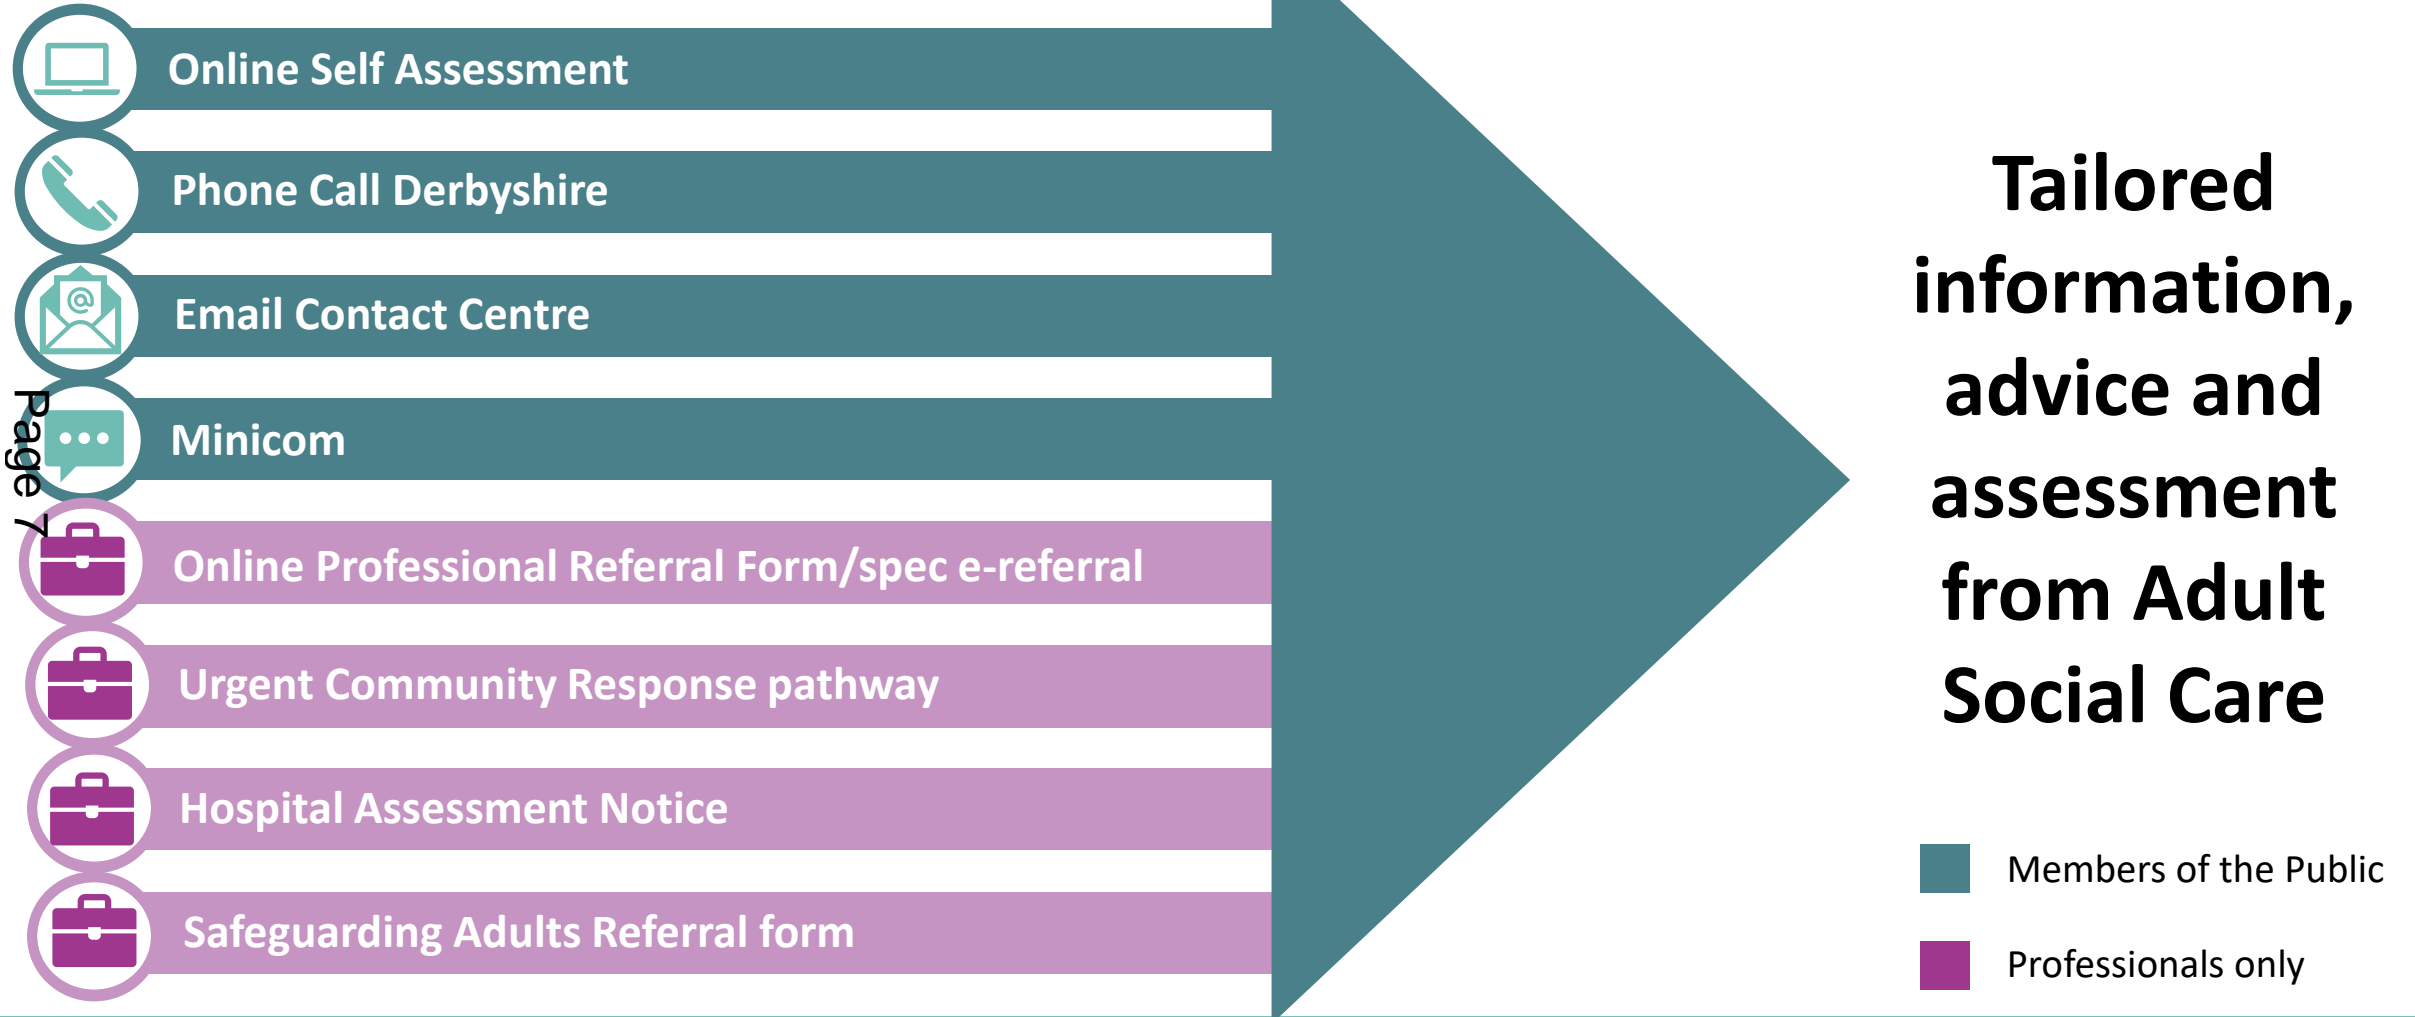 Online Self Assessment
Phone Call Derbyshire
Email Contact Centre
Minicom
Online Professional Referral Form/spec e-referral
Urgent Community Response pathway
Hospital Assessment Notice
Safeguarding Adults Referral form
Page 7
Tailored
information,
advice and
assessment
from Adult
Social Care
Members of the Public
Professionals only